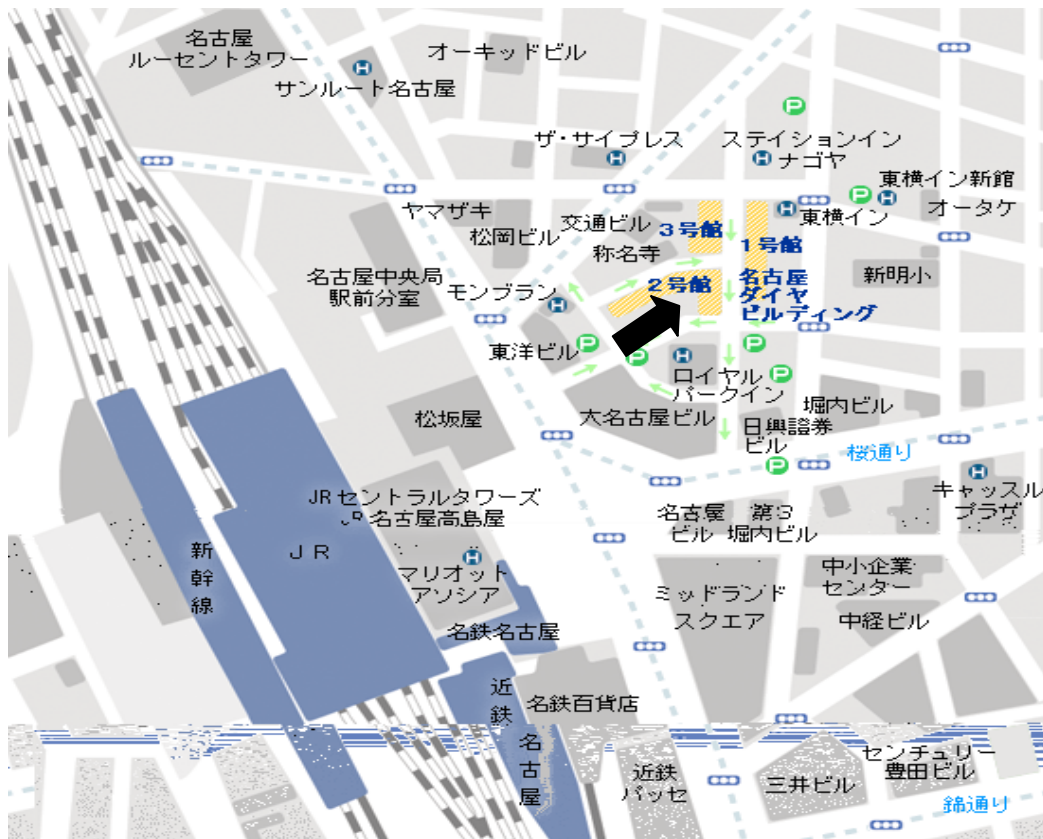 名古屋
ルーセントタワー
オーキッドビル
H
サンルート名古屋
P
ザ・サイプレス
H
ステイションイン
H
ナゴヤ
東横イン新館
P
H
オータケ
ヤマザキ
松岡ビル
交通ビル
３号館
H
東横イン
１号館
称名寺
名古屋中央局
駅前分室
モンブラン
H
２号館
名古屋
ダイヤ
ビルディング
新明小
東洋ビル
P
P
H
P
ロイヤル
パークイン
P
松坂屋
大名古屋ビル
堀内ビル
日興證券
ビル
P
桜通り
H
キャッスル
プラザ
JRセントラルタワーズ
JR名古屋高島屋
名古屋
ビル
第3
堀内ビル
新幹線
ＪＲ
H
マリオット
アソシア
ミッドランド
スクエア
中小企業
センター
中経ビル
名鉄名古屋
近鉄名古屋
名鉄百貨店
近鉄
パッセ
三井ビル
センチュリー
豊田ビル
錦通り